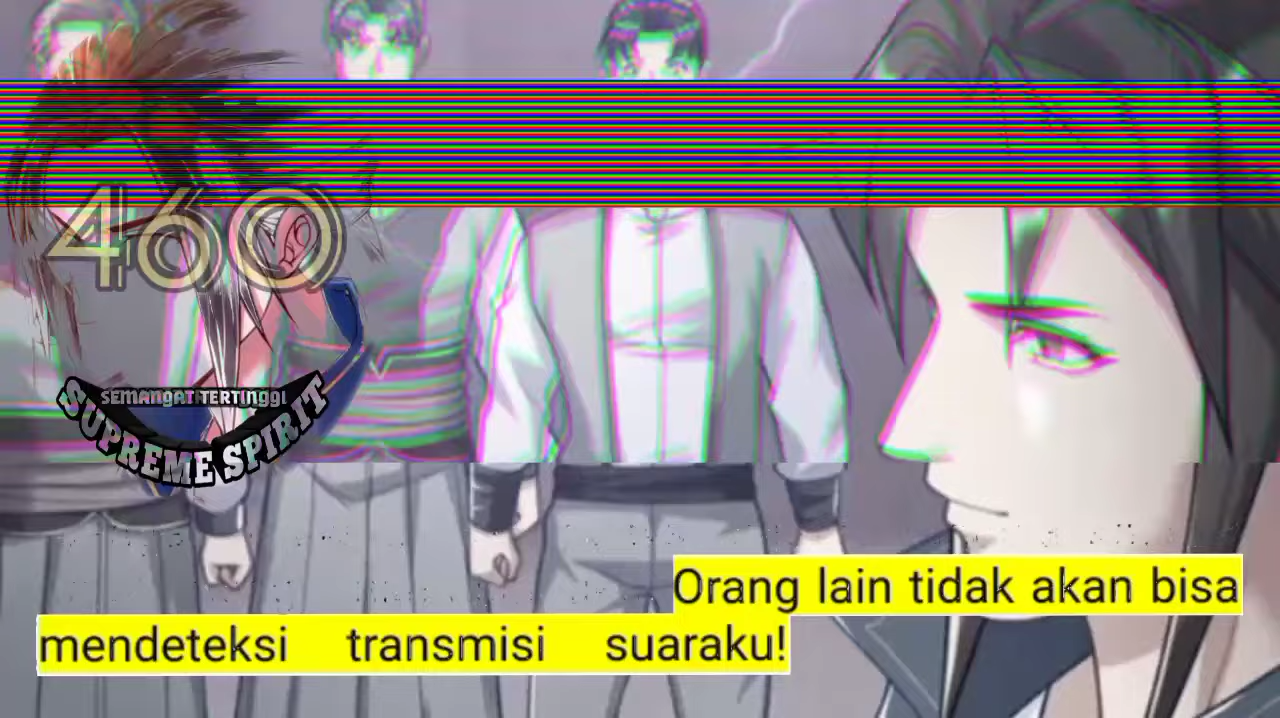 460
SEMANGAT TERTINGGI
SUPREME SPIRIT
Orang lain tidak akan bisa
mendeteksi transmisi suaraku!